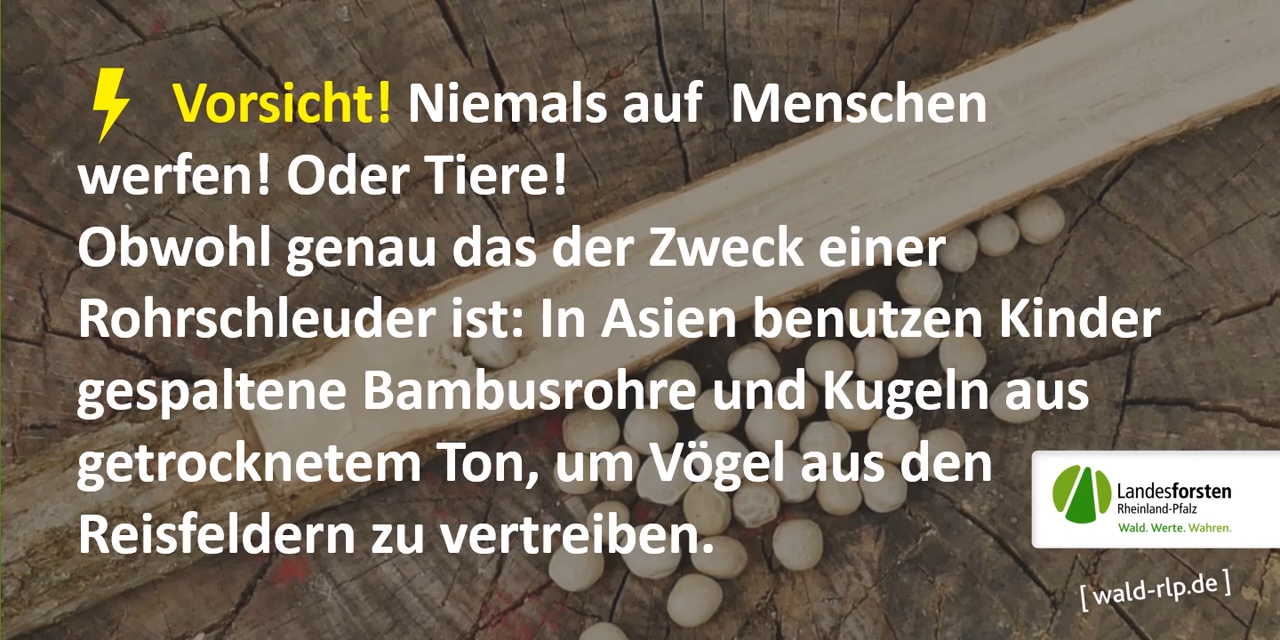 Vorsicht! Niemals auf Menschen
werfen! Oder Tiere!
Obwohl genau das der Zweck einer
Rohrschleuder ist: In Asien benutzen Kinder
gespaltene Bambusrohre und Kugeln aus
getrocknetem Ton, um Vögel aus den
Reisfeldern zu vertreiben.
Landesforsten
Rheinland-Pfalz
Wald. Werte. Wahren.
[ wald-rlp.de ]